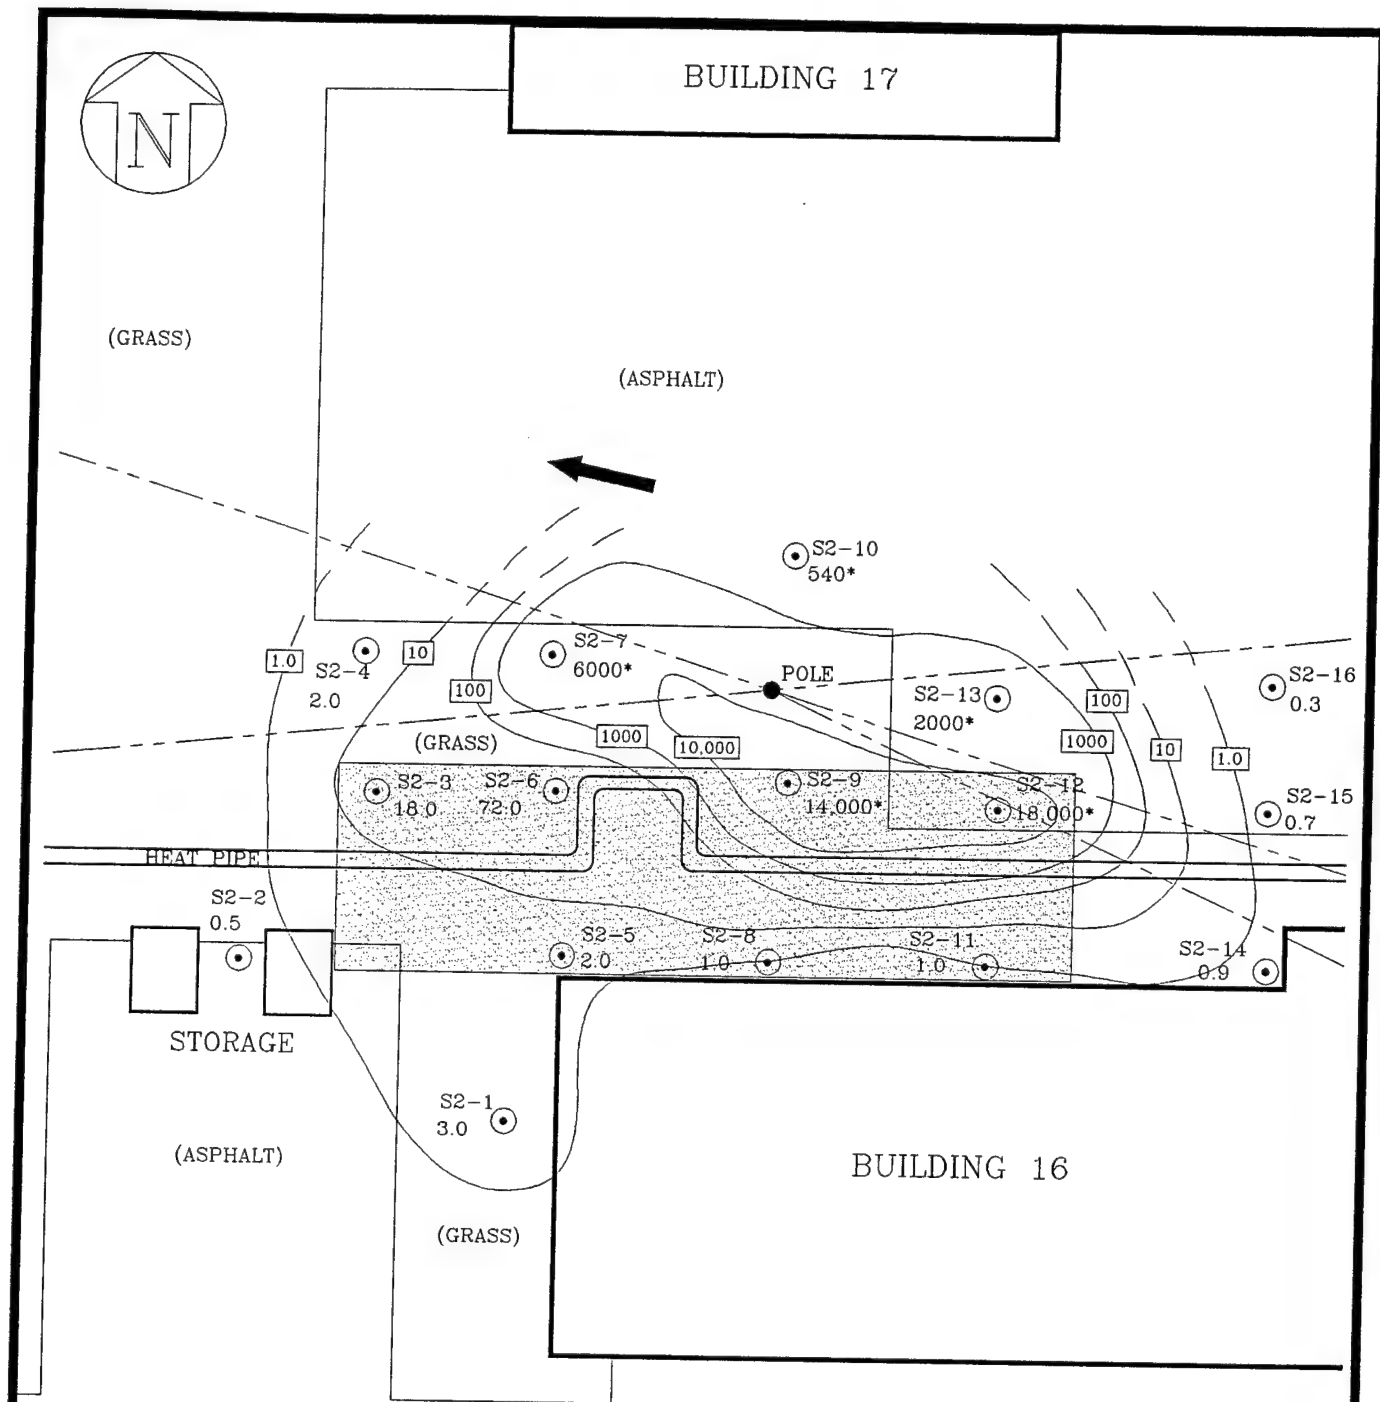 BUILDING 17
N
(GRASS)
(ASPHALT)
S2-10
540*
S2-7
6000*
1.0
10
S2-4
2.0
100
POLE
S2-13
2000*
100
S2-16
0.3
(GRASS)
1000
10,000
1000
10
1.0
S2-3
18.0
S2-6
72.0
S2-9
14,000*
S2-12
18,000*
S2-15
0.7
HEAT PIPE
S2-2
0.5
S2-5
2.0
S2-8
1.0
S2-11
1.0
S2-14
0.9
STORAGE
S2-1
3.0
(ASPHALT)
BUILDING 16
(GRASS)